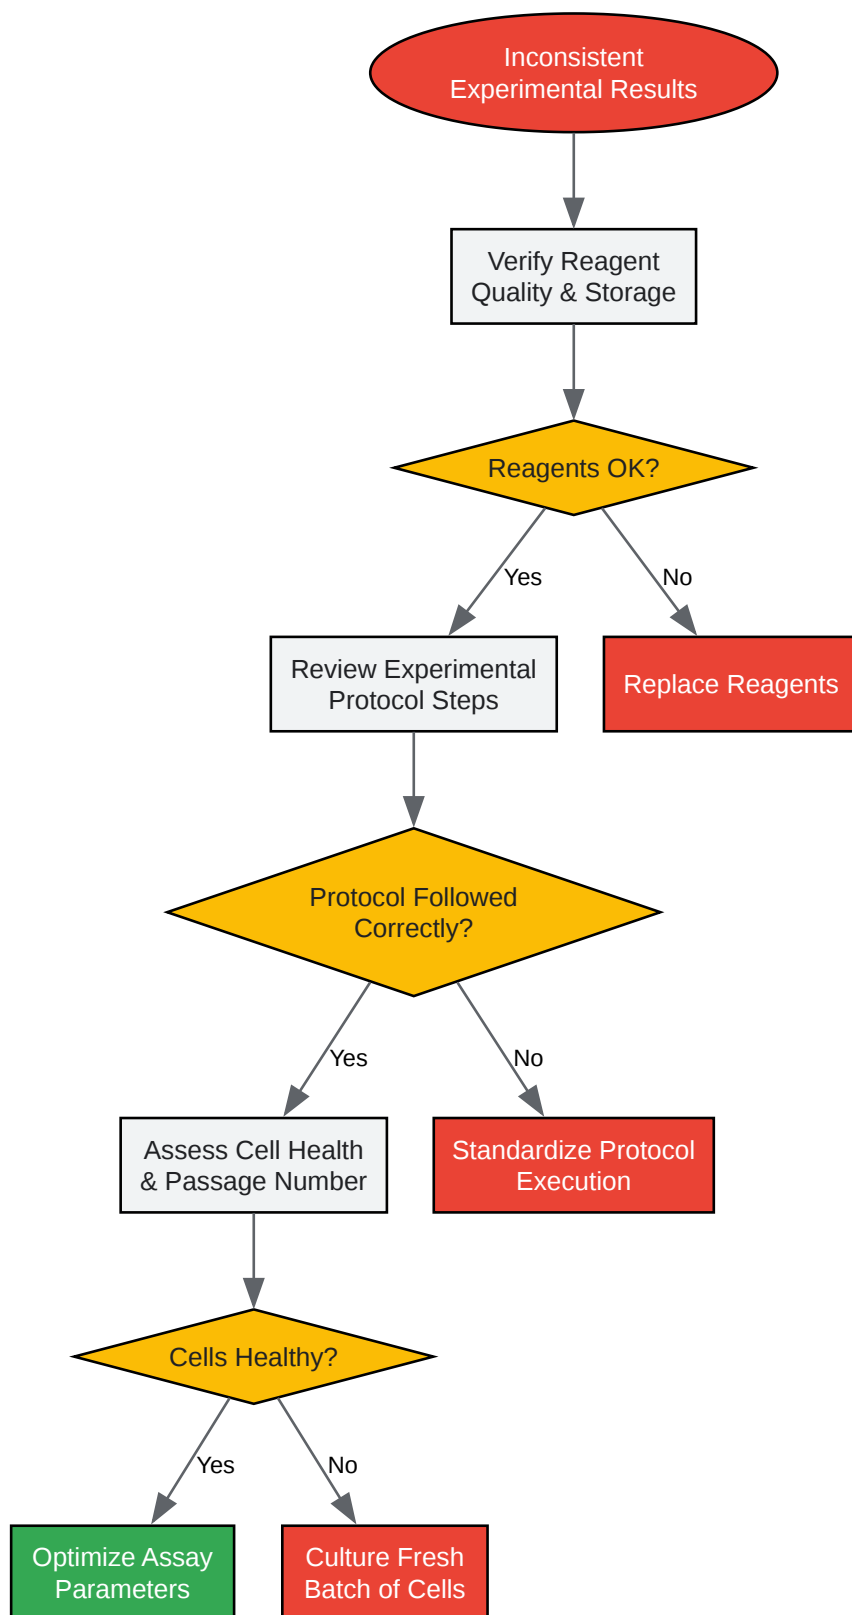 Inconsistent
Experimental Results
Verify Reagent
Quality & Storage
Reagents OK?
Yes
No
Review Experimental
Protocol Steps
Replace Reagents
Protocol Followed
Correctly?
Yes
No
Assess Cell Health
& Passage Number
Standardize Protocol
Execution
Cells Healthy?
Yes
No
Optimize Assay
Parameters
Culture Fresh
Batch of Cells